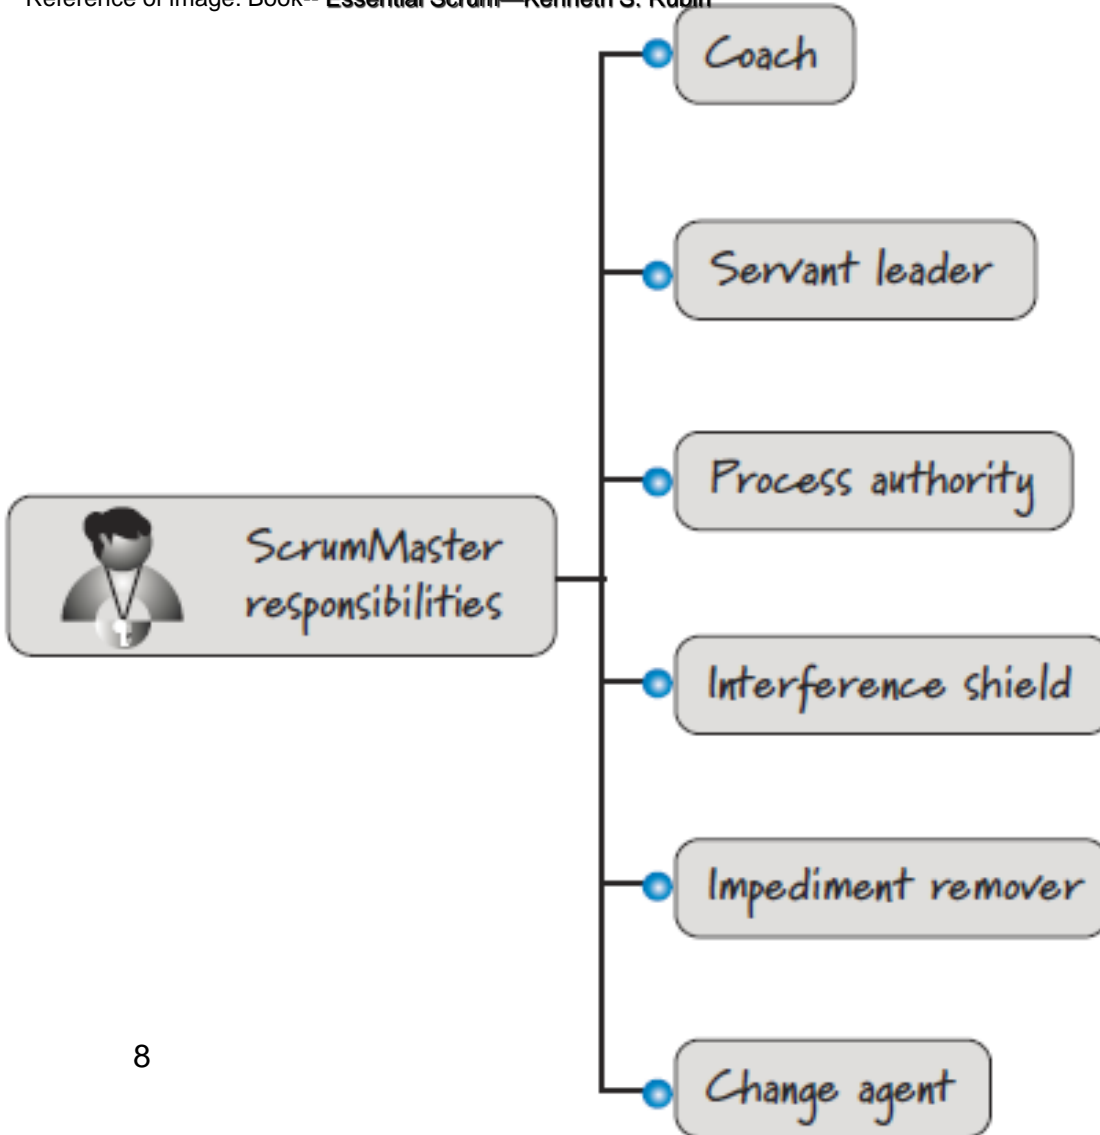 Reference of Image: Book-- Essential Scrum—Kenneth S. Rubin
Coach
Servant leader
Process authority
ScrumMaster
responsibilities
Interference shield
Impediment remover
Change agent
8